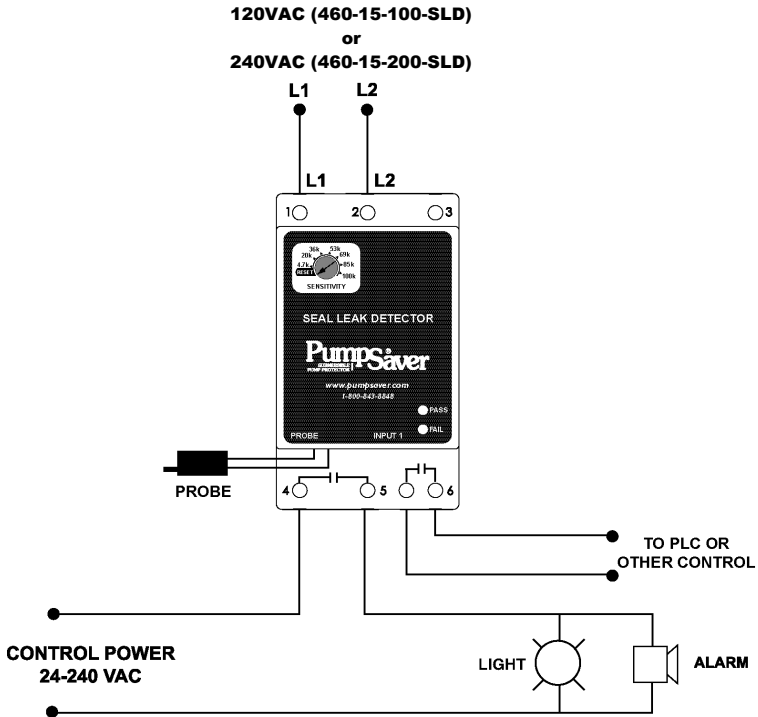 120VAC (460-15-100-SLD)
or
240VAC (460-15-200-SLD)
L1 L2
L1 L2
1 2 3
36k 53k
20k 69k
4.7k 85k
RESET 100k
SENSITIVITY
SEAL LEAK DETECTOR
PumpSaver®
SUBMERSIBLE
PUMP PROTECTOR
www.pumpsaver.com
1-800-843-8848
PASS
FAIL
PROBE INPUT 1
PROBE
4 5 6
TO PLC OR
OTHER CONTROL
CONTROL POWER
24-240 VAC
LIGHT
ALARM